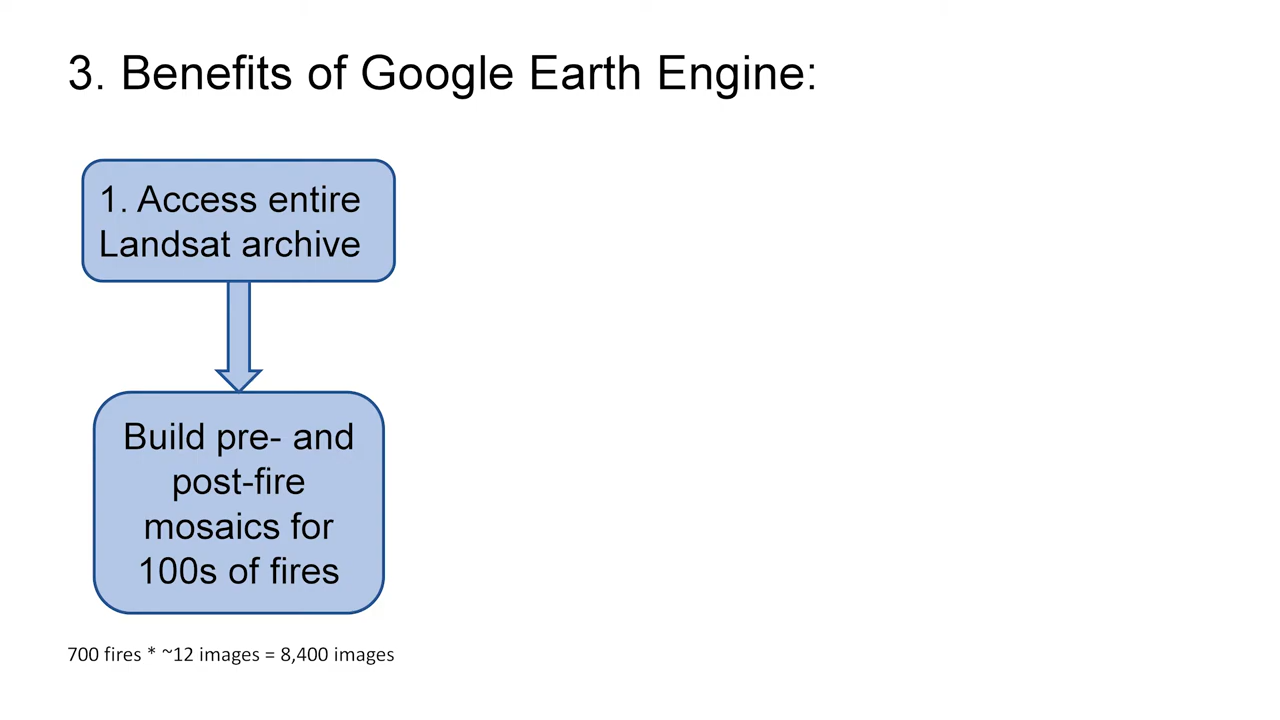 3. Benefits of Google Earth Engine:
1. Access entire
Landsat archive
Build pre- and
post-fire
mosaics for
100s of fires
700 fires * ~12 images = 8,400 images